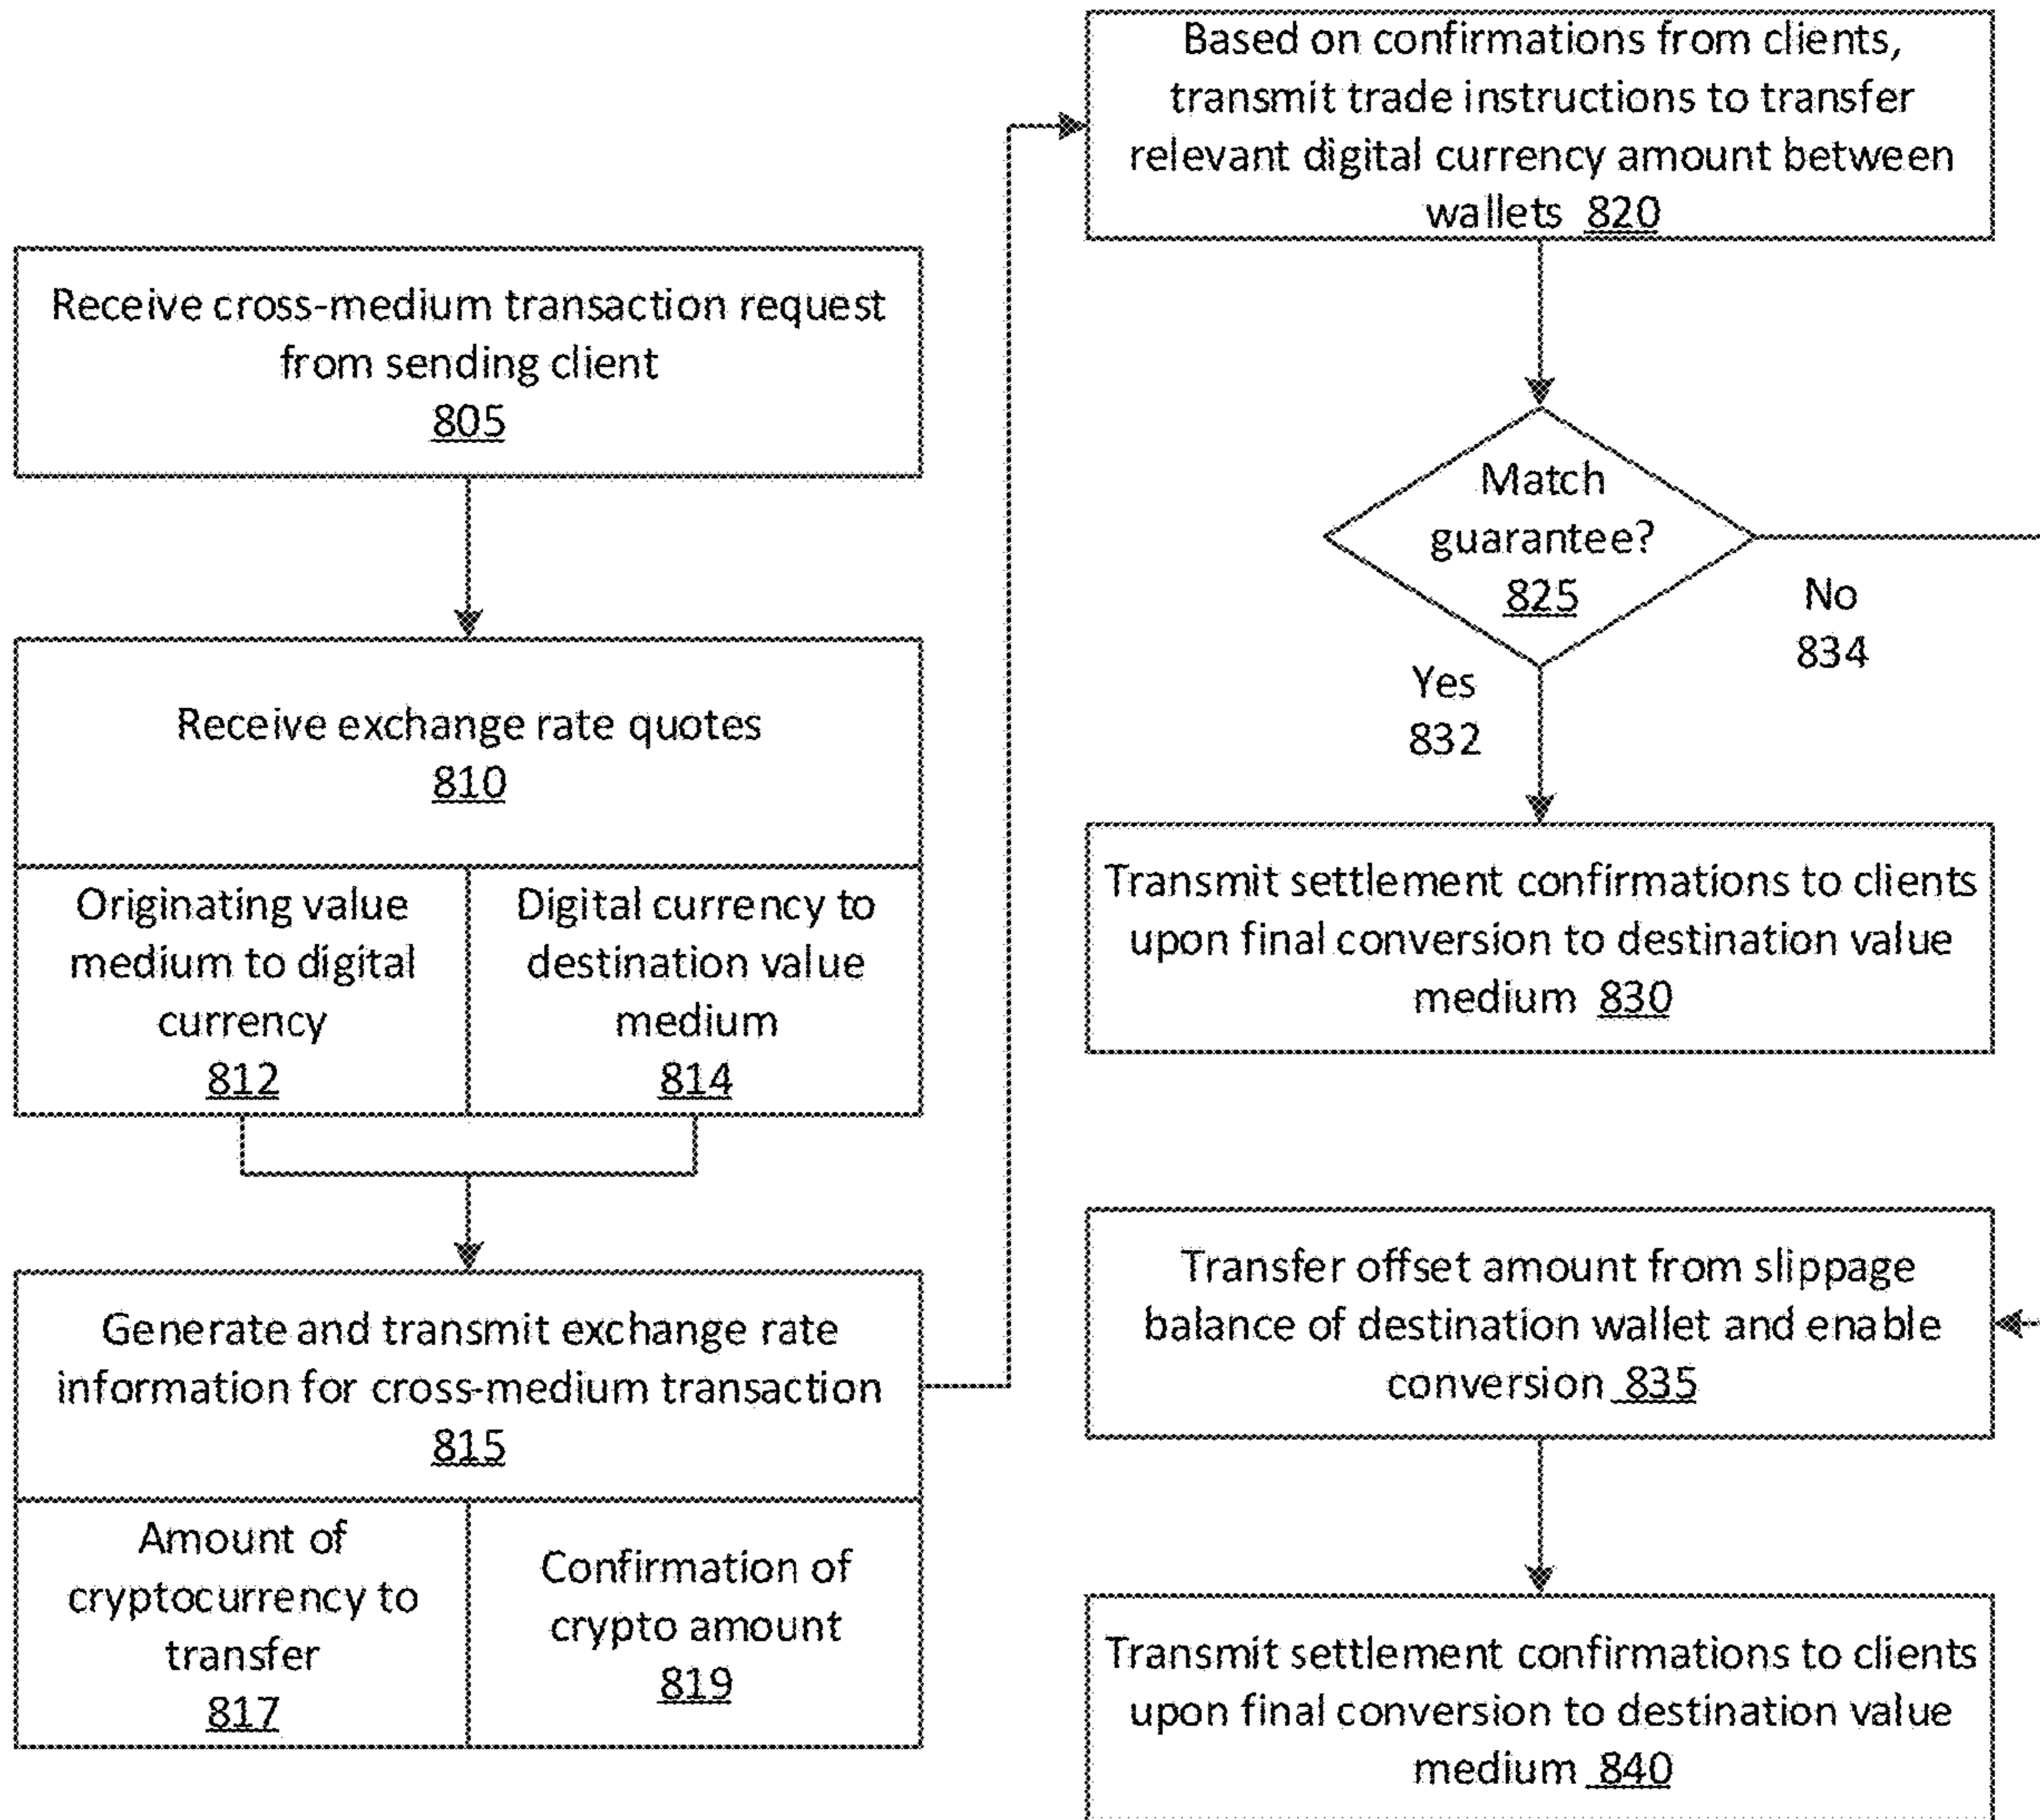 Receive cross-medium transaction request
from sending client
805
Receive exchange rate quotes
810
Originating value
medium to digital
currency
812
Digital currency to
destination value
medium
814
Generate and transmit exchange rate
information for cross-medium transaction
815
Amount of
cryptocurrency to
transfer
817
Confirmation of
crypto amount
819
Based on confirmations from clients,
transmit trade instructions to transfer
relevant digital currency amount between
wallets 820
Match
guarantee?
825
No
834
Yes
832
Transmit settlement confirmations to clients
upon final conversion to destination value
medium 830
Transfer offset amount from slippage
balance of destination wallet and enable
conversion 835
Transmit settlement confirmations to clients
upon final conversion to destination value
medium 840